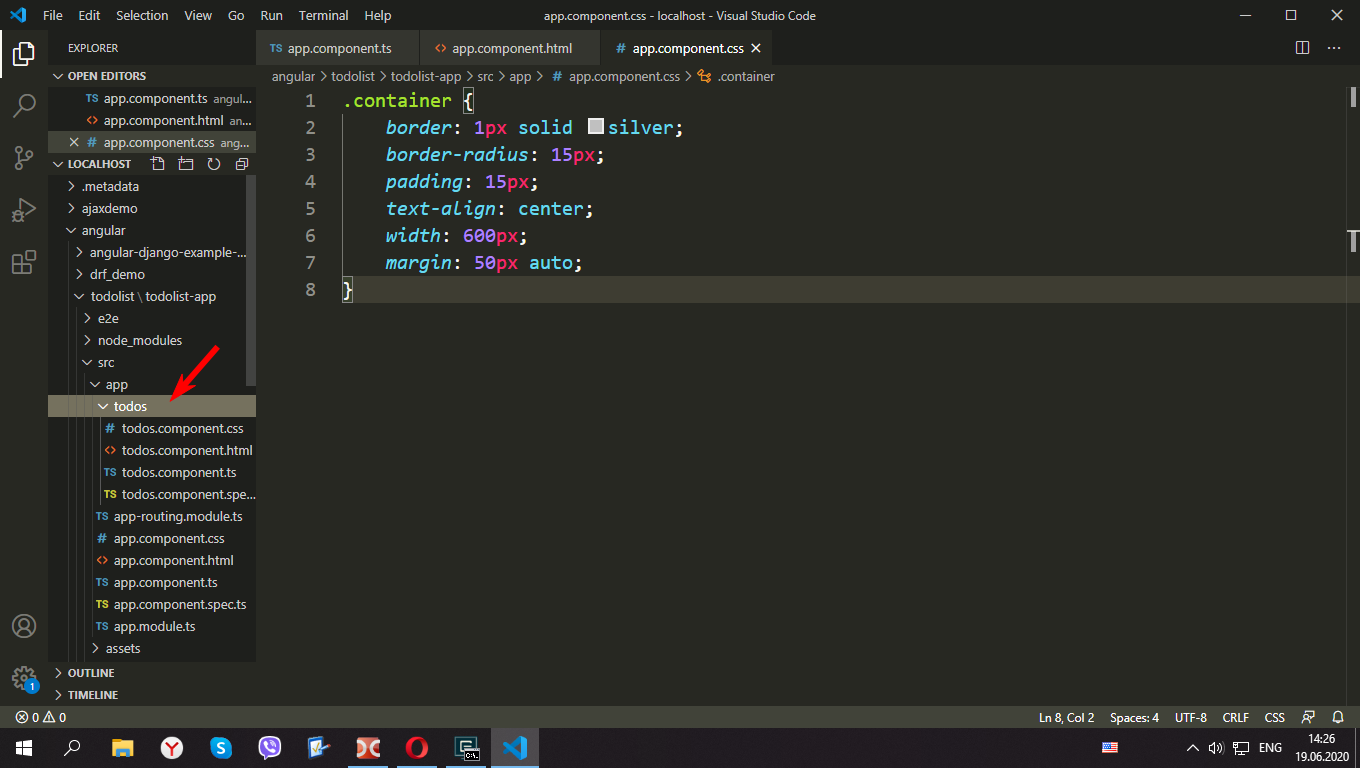 File Edit Selection View Go Run Terminal Help app.component.css - localhost - Visual Studio Code
EXPLORER
TS app.component.ts <> app.component.html # app.component.css
OPEN EDITORS
angular > todolist > todolist-app > src > app > # app.component.css > .container
TS app.component.ts angul...
<> app.component.html an...
# app.component.css ang...
LOCALHOST
.metadata
ajaxdemo
angular
angular-django-example-...
drf_demo
todolist \ todolist-app
e2e
node_modules
src
app
todos
# todos.component.css
<> todos.component.html
TS todos.component.ts
TS todos.component.spe...
TS app-routing.module.ts
# app.component.css
<> app.component.html
TS app.component.ts
TS app.component.spec.ts
TS app.module.ts
assets
OUTLINE
TIMELINE
1
1 .container {
2 border: 1px solid silver;
3 border-radius: 15px;
4 padding: 15px;
5 text-align: center;
6 width: 600px;
7 margin: 50px auto;
8 }
0 0
Ln 8, Col 2 Spaces: 4 UTF-8 CRLF CSS
C:\.
ENG
14:26
19.06.2020